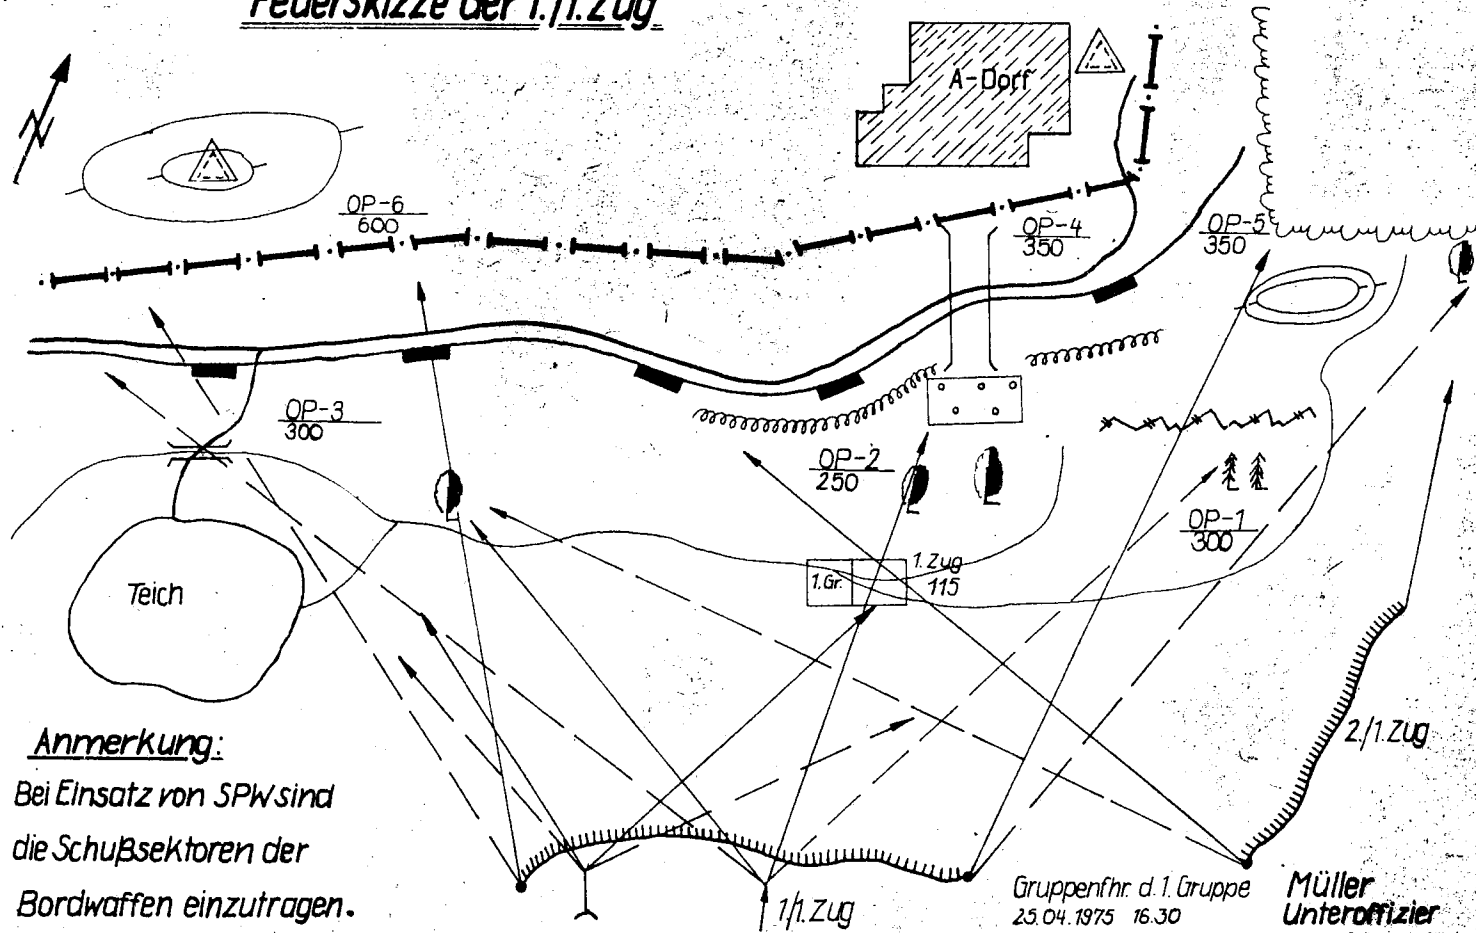 Feuerskizze der 1./1. Zug
A-Dorf
N
OP-6
600
OP-4
350
OP-5
350
OP-3
300
OP-2
250
OP-1
300
1. Gr.
1. Zug
115
Teich
2./1. Zug
Anmerkung:
Bei Einsatz von SPW sind
die Schußsektoren der
Bordwaffen einzutragen.
1/1. Zug
Gruppenfhr. d. 1. Gruppe
25.04.1975 16.30
Müller
Unteroffizier